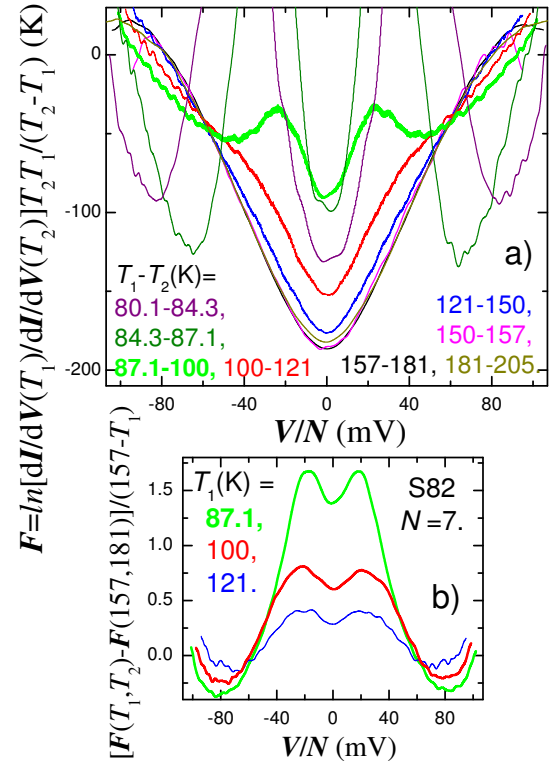 F=ln[dI/dV(T₁)/dI/dV(T₂)]T₂T₁/(T₂-T₁) (K)
0
-100
-200
a)
T₁-T₂(K)=
80.1-84.3,
84.3-87.1,
87.1-100, 100-121
121-150,
150-157,
157-181, 181-205.
-80 -40 0 40 80
V/N (mV)
[F(T₁,T₂)-F(157,181)]/(157-T₁)
1.5
1.0
0.5
0.0
T₁(K) =
87.1,
100,
121.
S82
N =7.
b)
-80 -40 0 40 80
V/N (mV)